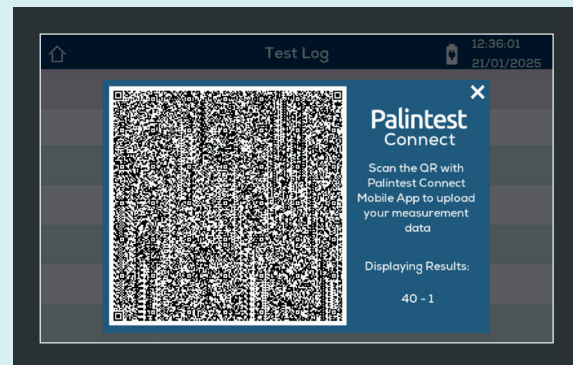 Test Log
12:36:01
21/01/2025
Palintest
Connect
Scan the QR with
Palintest Connect
Mobile App to upload
your measurement
data
Displaying Results:
40 - 1